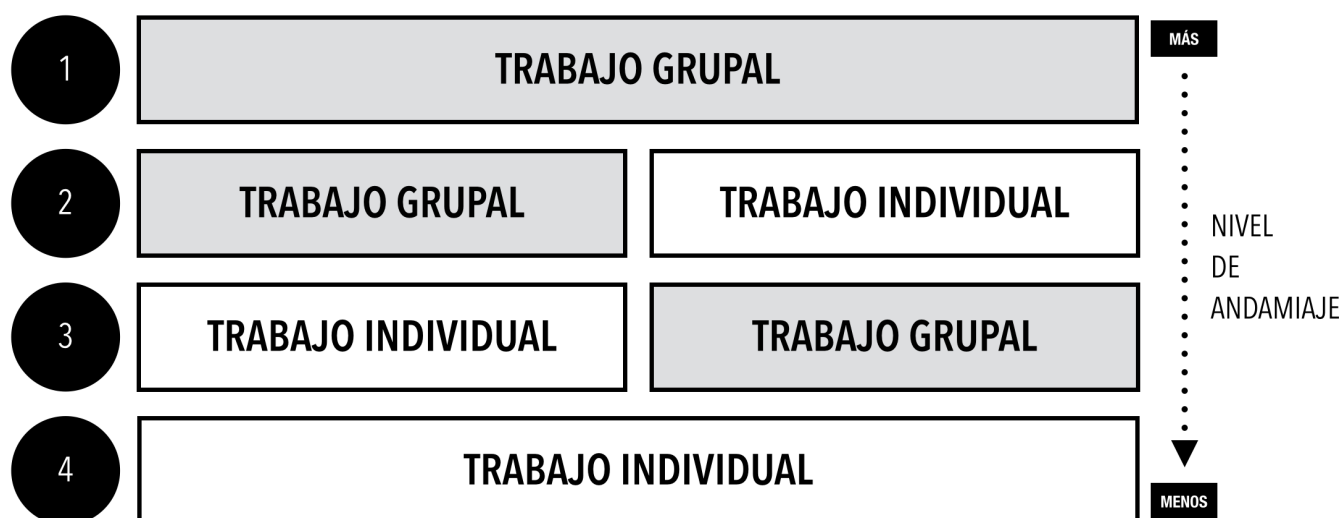 1
TRABAJO GRUPAL
MÁS
2
TRABAJO GRUPAL
TRABAJO INDIVIDUAL
NIVEL
DE
ANDAMIAJE
3
TRABAJO INDIVIDUAL
TRABAJO GRUPAL
4
TRABAJO INDIVIDUAL
MENOS